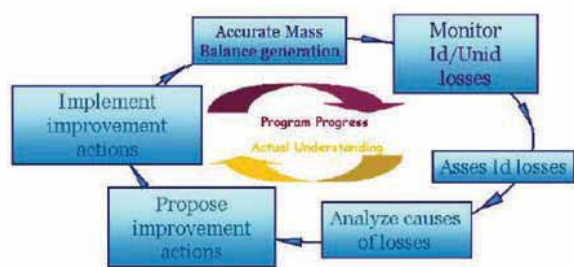 Accurate Mass
Balance generation
Monitor
Id/Unid
losses
Asses Id losses
Analyze causes
of losses
Propose
improvement
actions
Implement
improvement
actions
Program Progress
Actual Understanding